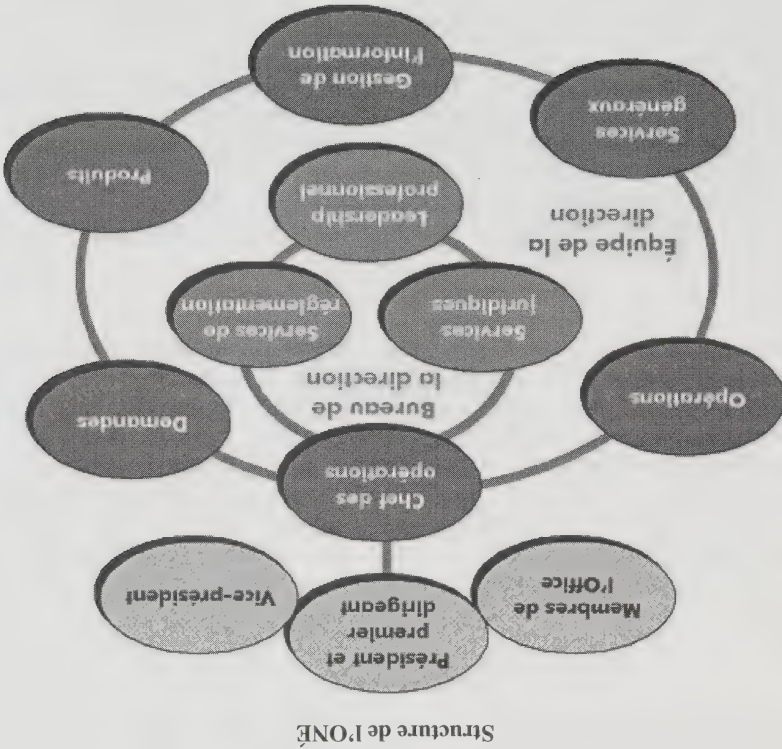 Structure de l'ONÉ
Membres de
l'Office
Président et
premier
dirigeant
Vice-président
Chef des
opérations
Opérations
Bureau de
la direction
Demandes
Services
juridiques
Services de
réglementation
Équipe de la
direction
Leadership
professionnel
Produits
Services
généraux
Gestion de
l'information